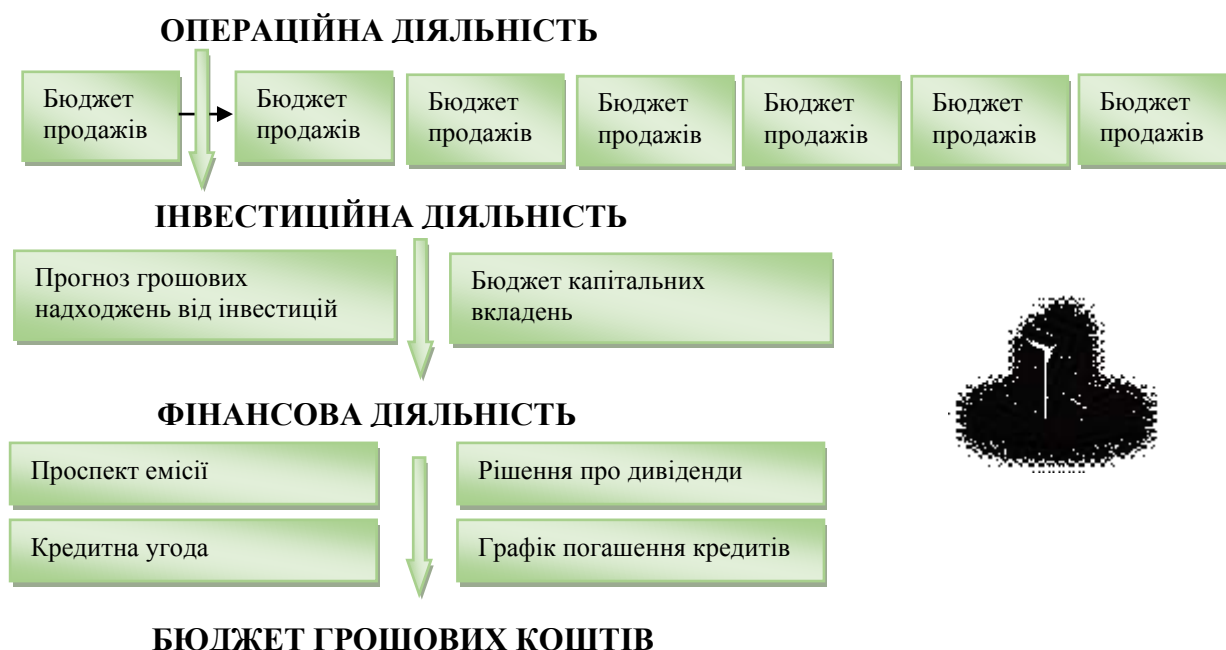 ОПЕРАЦІЙНА ДІЯЛЬНІСТЬ
Бюджет
продажів
Бюджет
продажів
Бюджет
продажів
Бюджет
продажів
Бюджет
продажів
Бюджет
продажів
Бюджет
продажів
ІНВЕСТИЦІЙНА ДІЯЛЬНІСТЬ
Прогноз грошових
надходжень від інвестицій
Бюджет капітальних
вкладень
ФІНАНСОВА ДІЯЛЬНІСТЬ
Проспект емісії
Рішення про дивіденди
Кредитна угода
Графік погашення кредитів
БЮДЖЕТ ГРОШОВИХ КОШТІВ